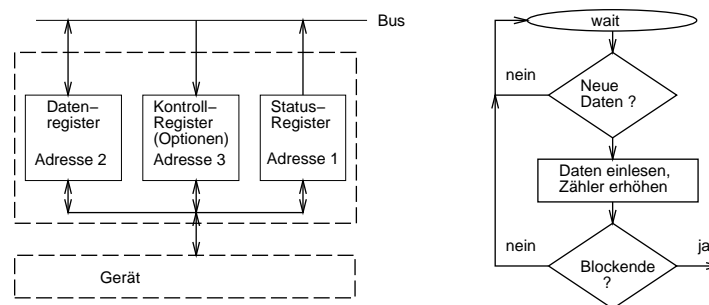 Bus
Daten–
register
Adresse 2
Kontroll–
Register
(Optionen)
Adresse 3
Status–
Register
Adresse 1
Gerät
wait
nein
Neue
Daten ?
Daten einlesen,
Zähler erhöhen
nein
ja
Blockende
?